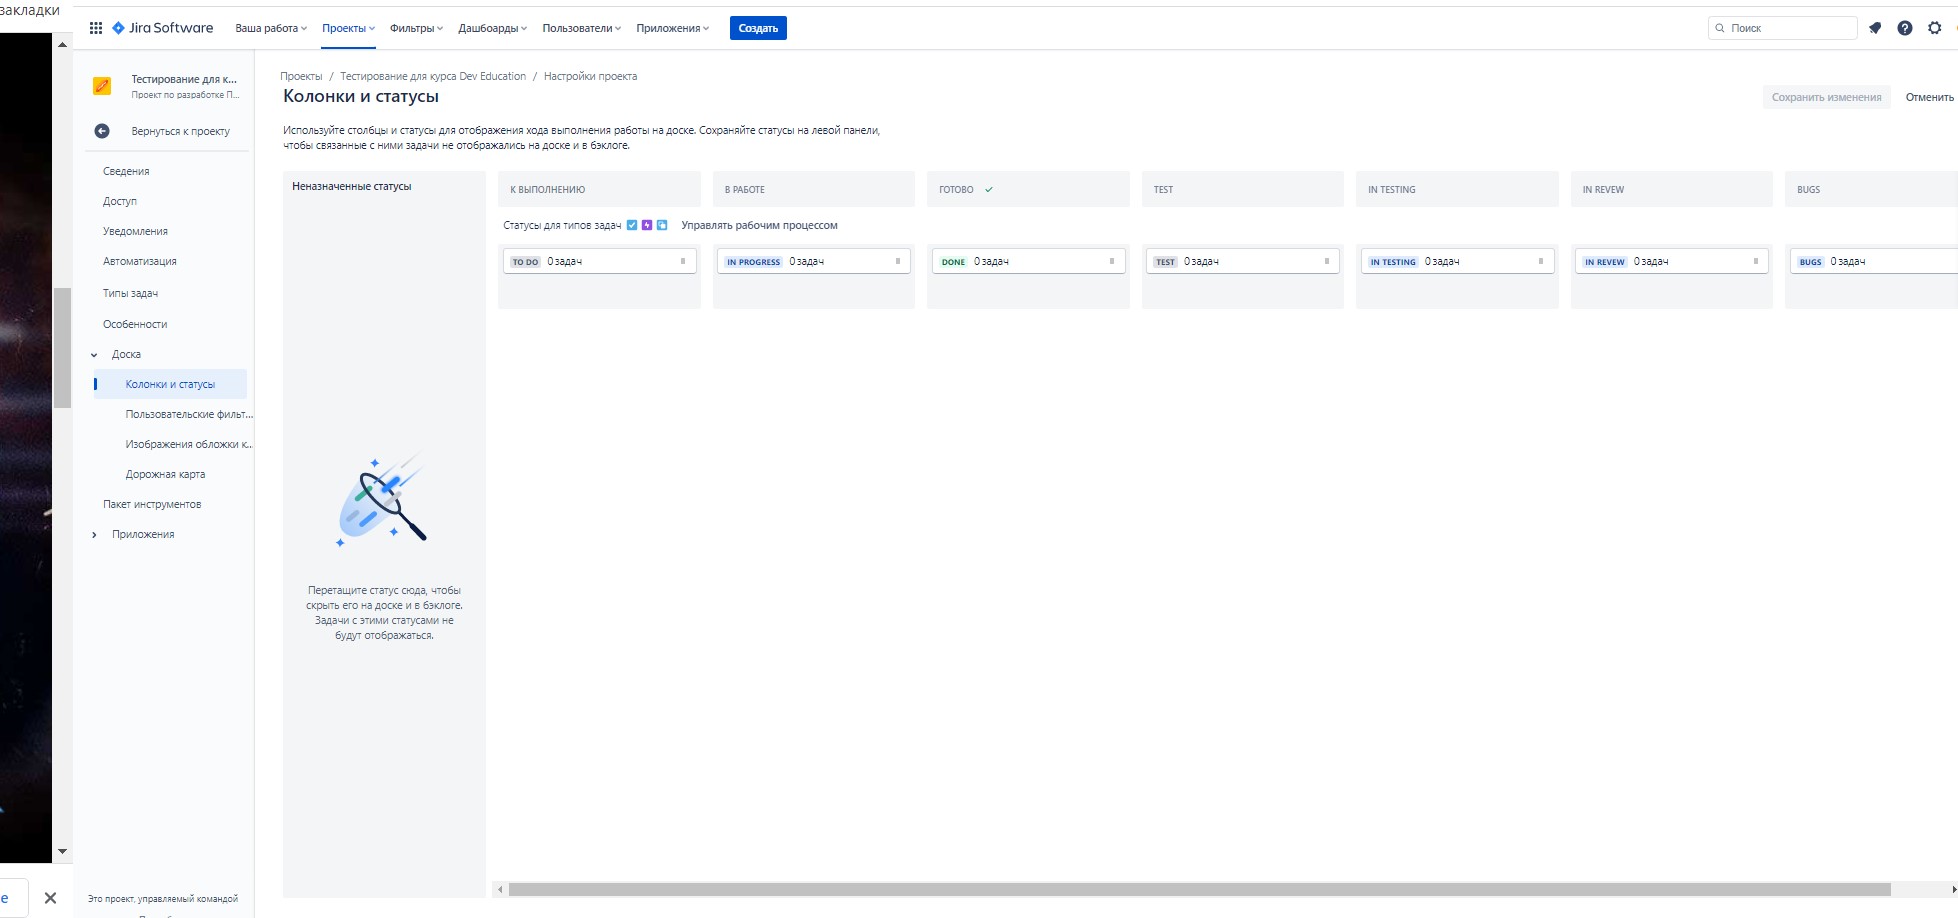 закладки
Jira Software
Ваша работа
Проекты
Фильтры
Дашбоарды
Пользователи
Приложения
Создать
Поиск
Тестирование для к...
Проект по разработке П...
Вернуться к проекту
Сведения
Доступ
Уведомления
Автоматизация
Типы задач
Особенности
Доска
Колонки и статусы
Пользовательские фильт...
Изображения обложки к...
Дорожная карта
Пакет инструментов
Приложения
Это проект, управляемый командой
Проекты / Тестирование для курса Dev Education / Настройки проекта
Колонки и статусы
Сохранить изменения
Отменить
Используйте столбцы и статусы для отображения хода выполнения работы на доске. Сохраняйте статусы на левой панели,
чтобы связанные с ними задачи не отображались на доске и в бэклоге.
Неназначенные статусы
Перетащите статус сюда, чтобы
скрыть его на доске и в бэклоге.
Задачи с этими статусами не
будут отображаться.
К ВЫПОЛНЕНИЮ
В РАБОТЕ
ГОТОВО
TEST
IN TESTING
IN REVEW
BUGS
Статусы для типов задач
Управлять рабочим процессом
TO DO 0 задач
IN PROGRESS 0 задач
DONE 0 задач
TEST 0 задач
IN TESTING 0 задач
IN REVEW 0 задач
BUGS 0 задач
е